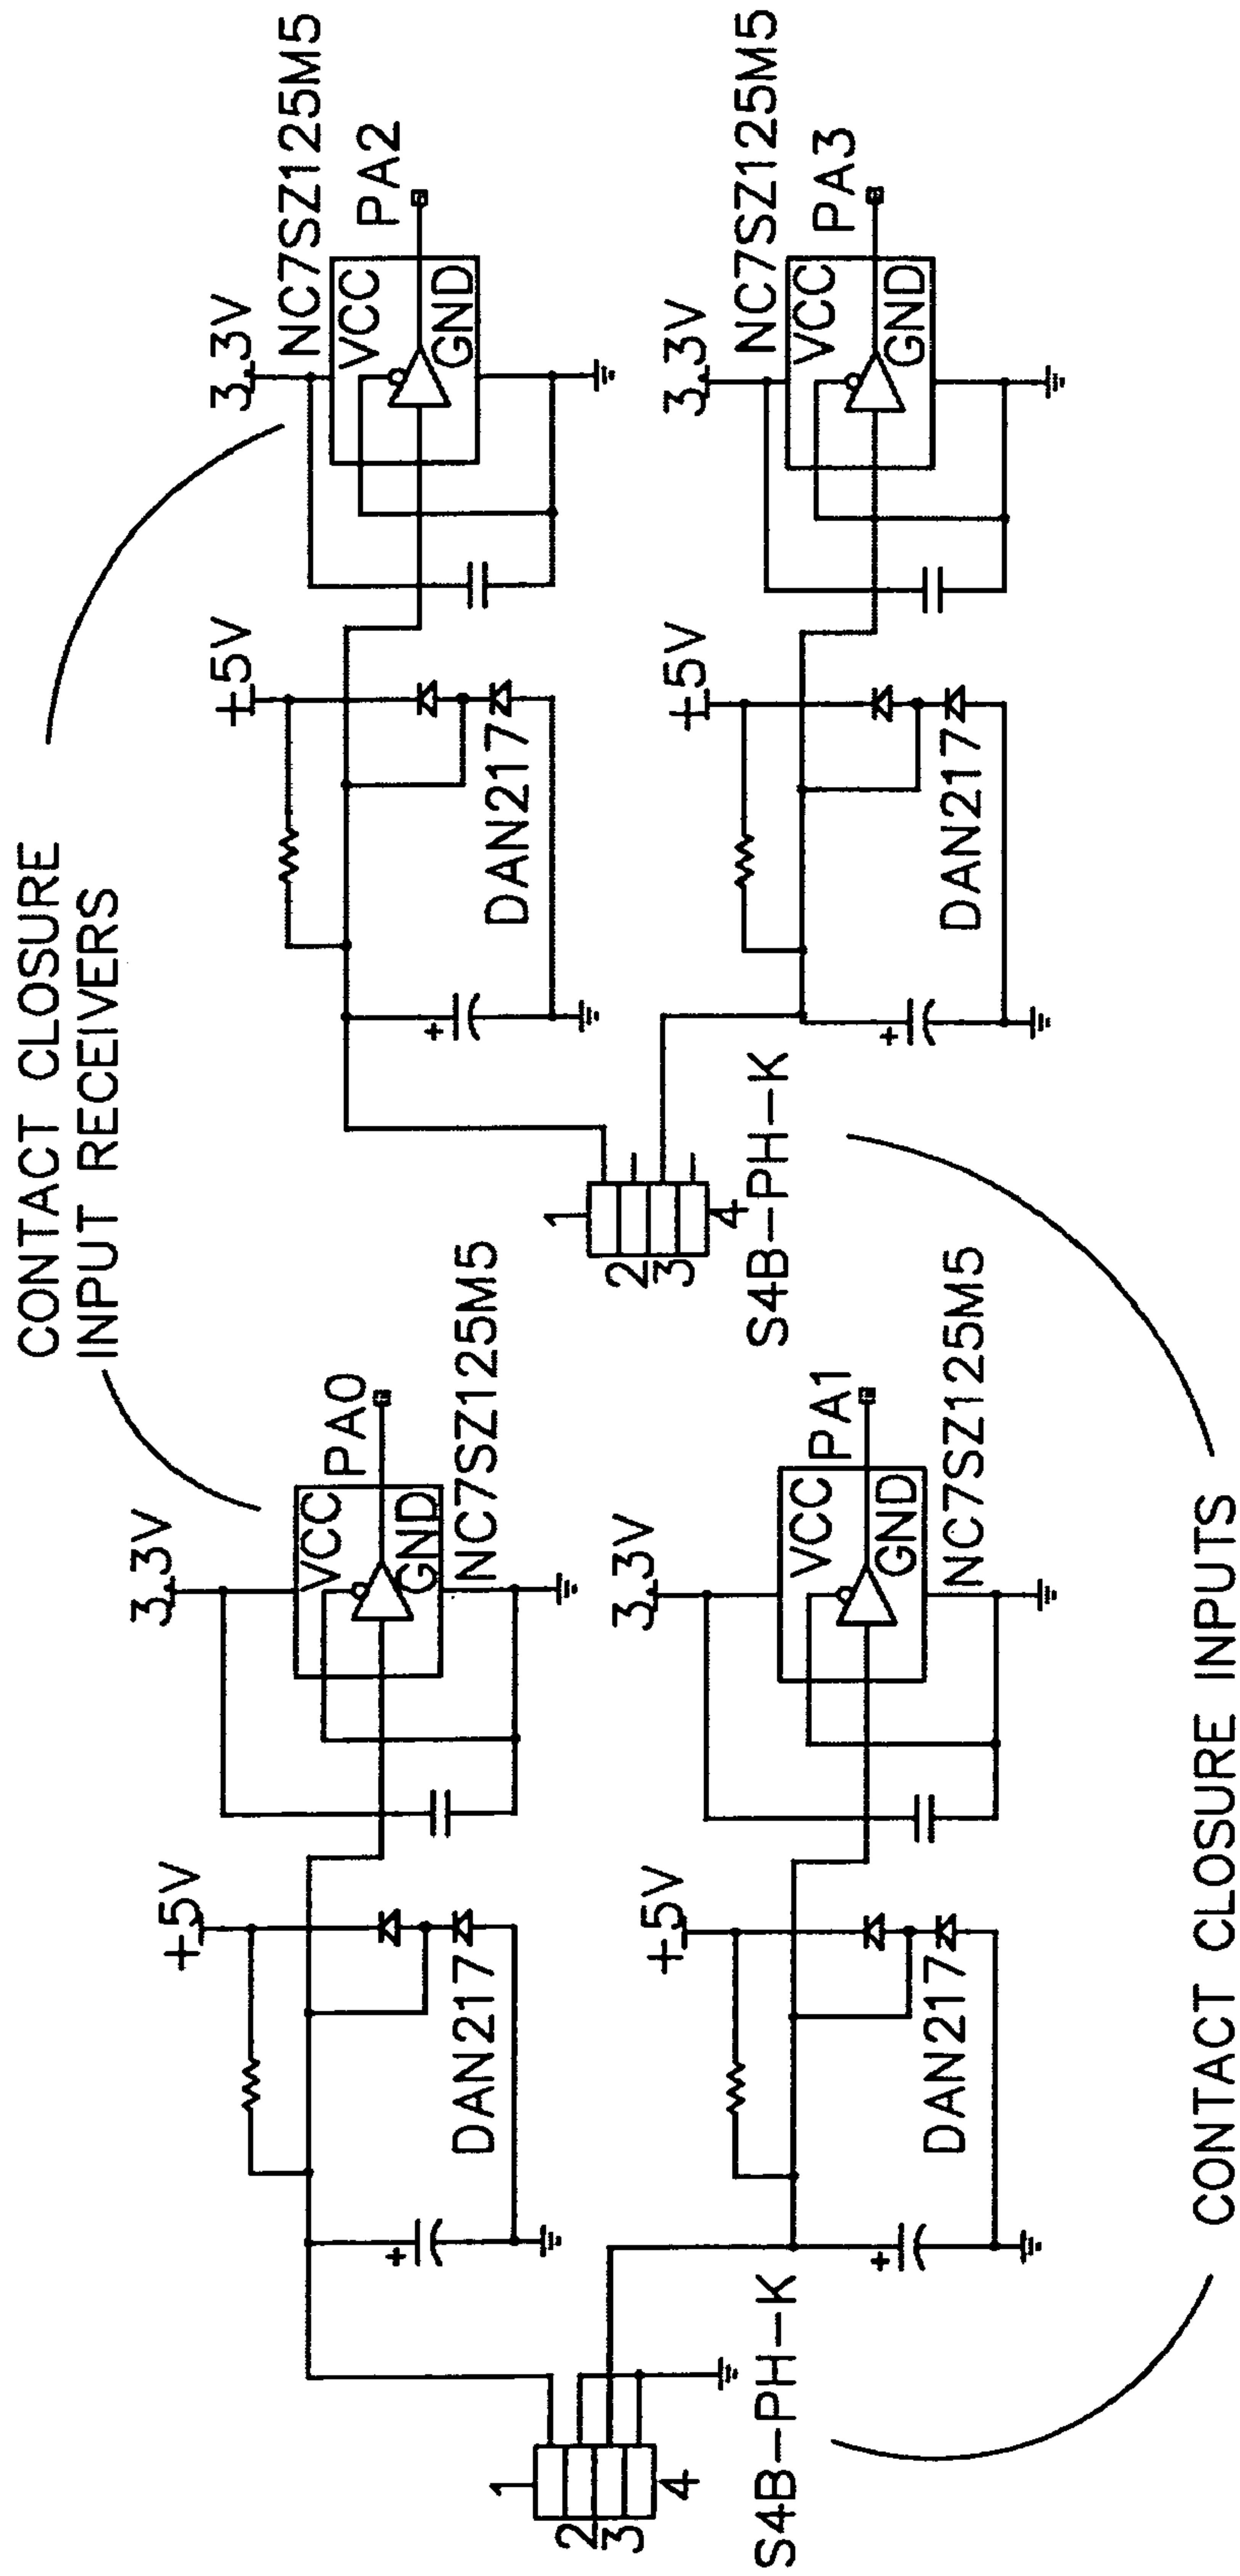 CONTACT CLOSURE
INPUT RECEIVERS
+5V
3.3V
VCC
GND
PA0
NC7SZ125M5
DAN217
1
2
3
4
S4B-PH-K
+
+5V
3.3V
VCC
GND
PA1
NC7SZ125M5
DAN217
+
+5V
3.3V
NC7SZ125M5
VCC
GND
PA2
DAN217
+
1
2
3
4
S4B-PH-K
+5V
3.3V
NC7SZ125M5
VCC
GND
PA3
DAN217
+
CONTACT CLOSURE INPUTS